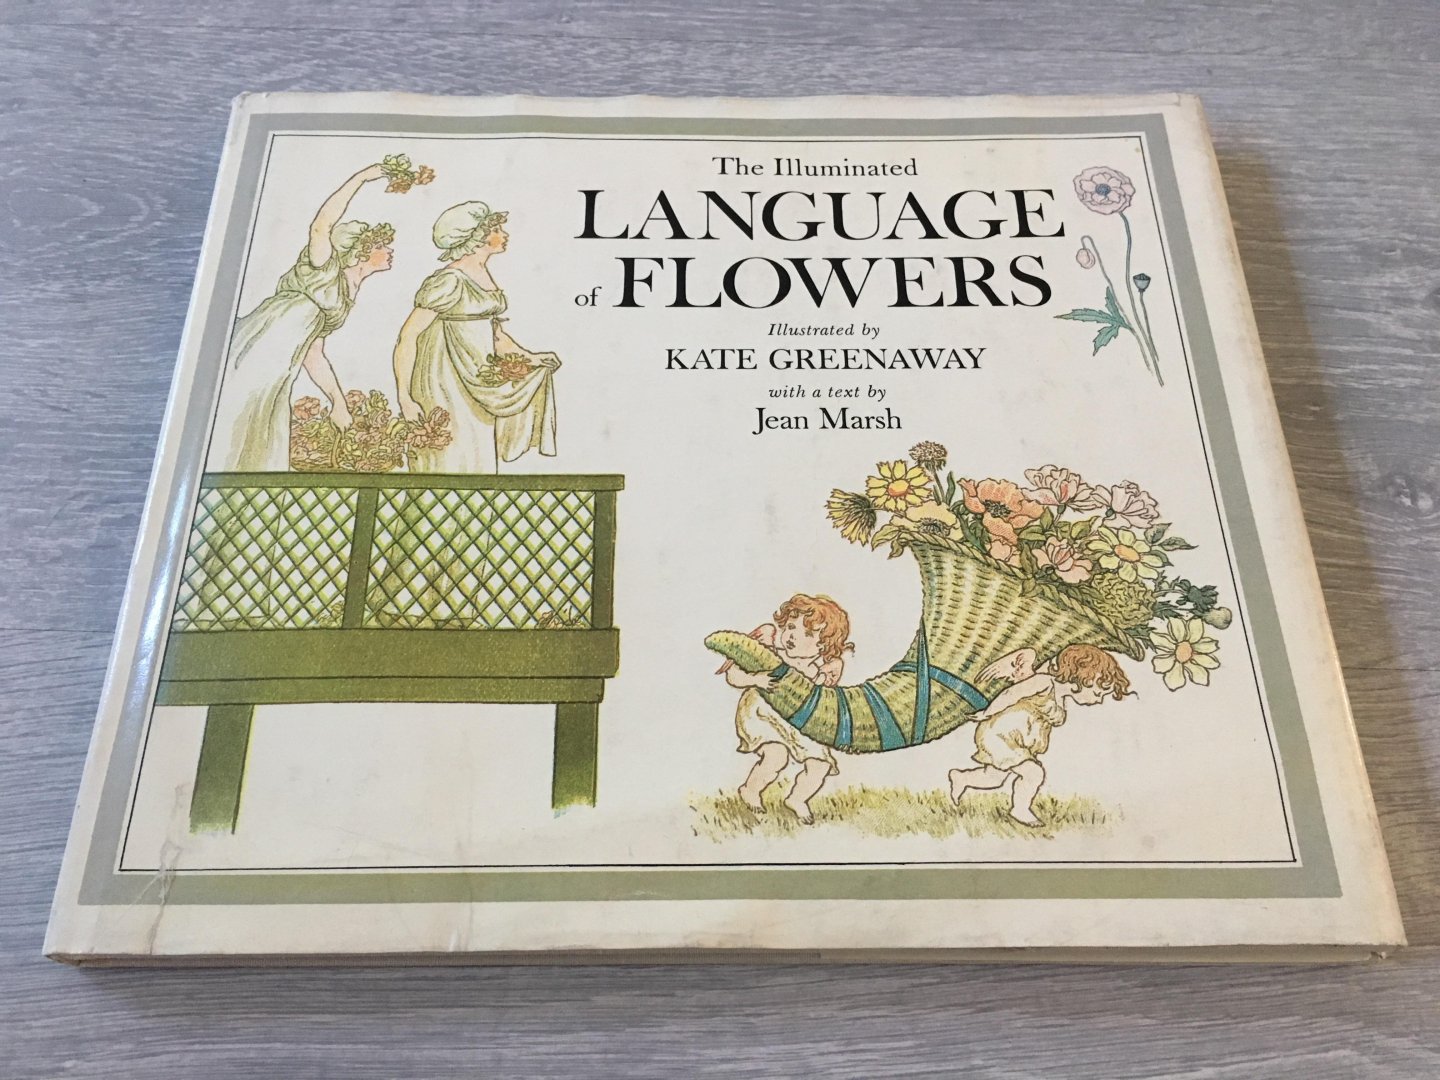 The Illuminated
LANGUAGE
of FLOWERS
Illustrated by
KATE GREENAWAY
with a text by
Jean Marsh